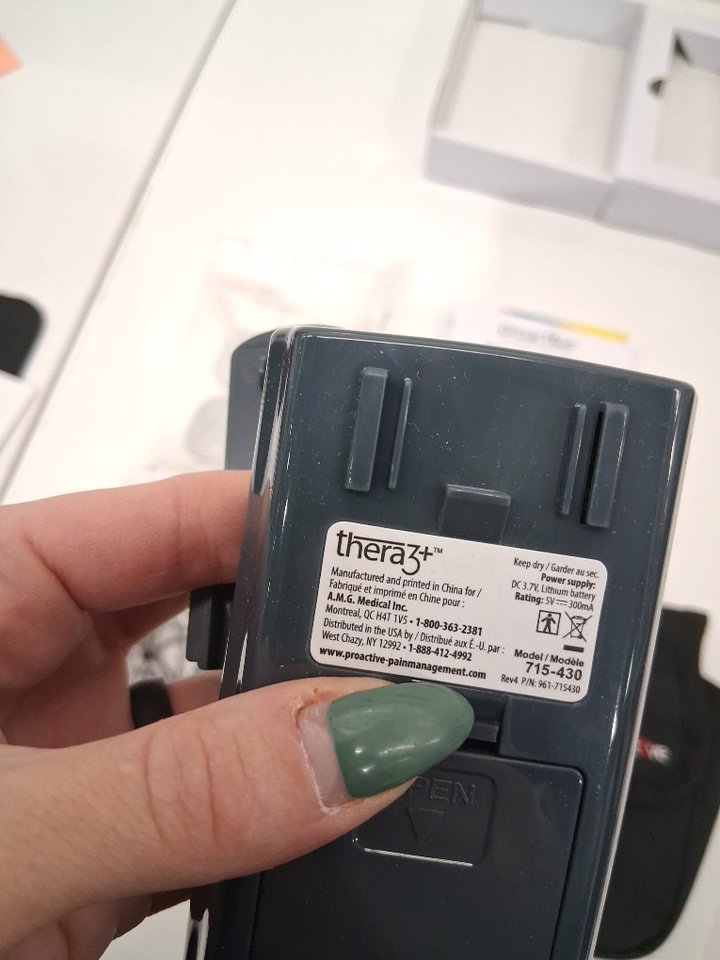 thera3+™
Manufactured and printed in China for /
Fabriqué et imprimé en Chine pour :
A.M.G. Medical Inc.
Montreal, QC H4T 1V5 • 1-800-363-2381
Distributed in the USA by / Distribué aux É.-U. par :
West Chazy, NY 12992 • 1-888-412-4992
www.proactive-painmanagement.com
Keep dry / Garder au sec.
Power supply:
DC 3.7V, Lithium battery
Rating: 5V ⎓ 300mA
Model / Modèle
715-430
Rev4 P/N: 961-715430
PEN